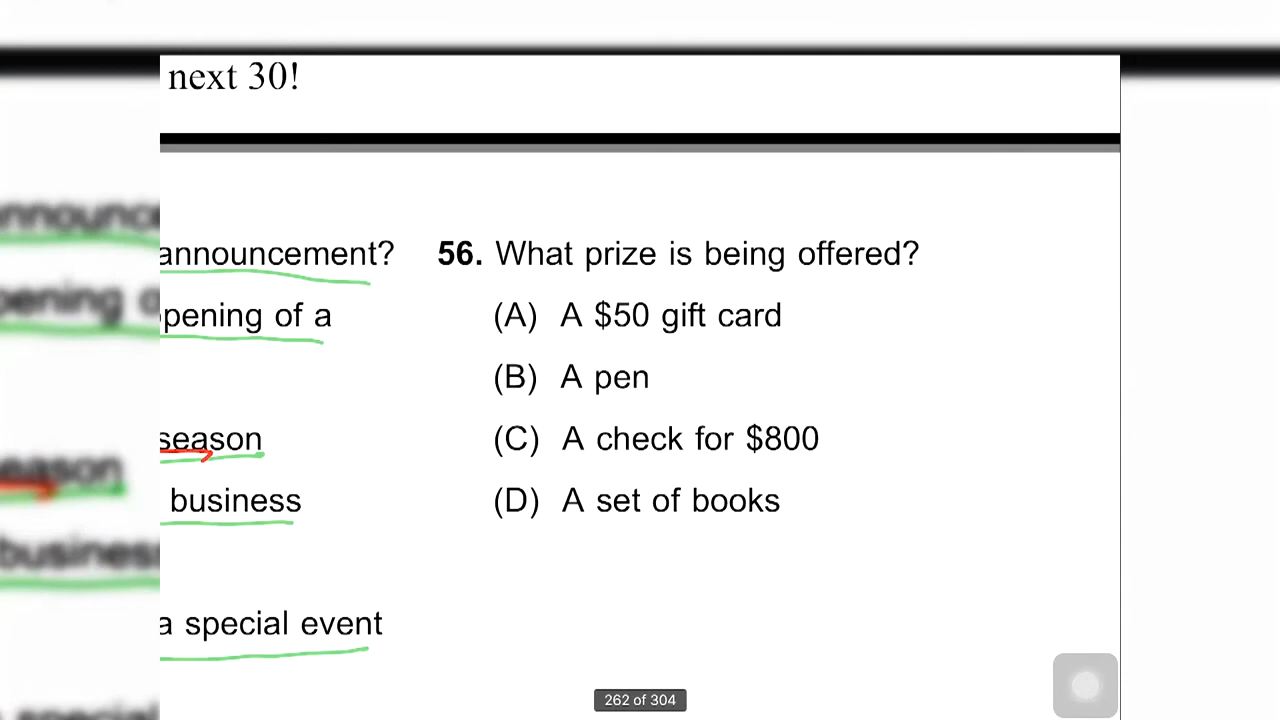 next 30!
announcement?
pening of a
season
business
a special event
56. What prize is being offered?
(A) A $50 gift card
(B) A pen
(C) A check for $800
(D) A set of books
262 of 304